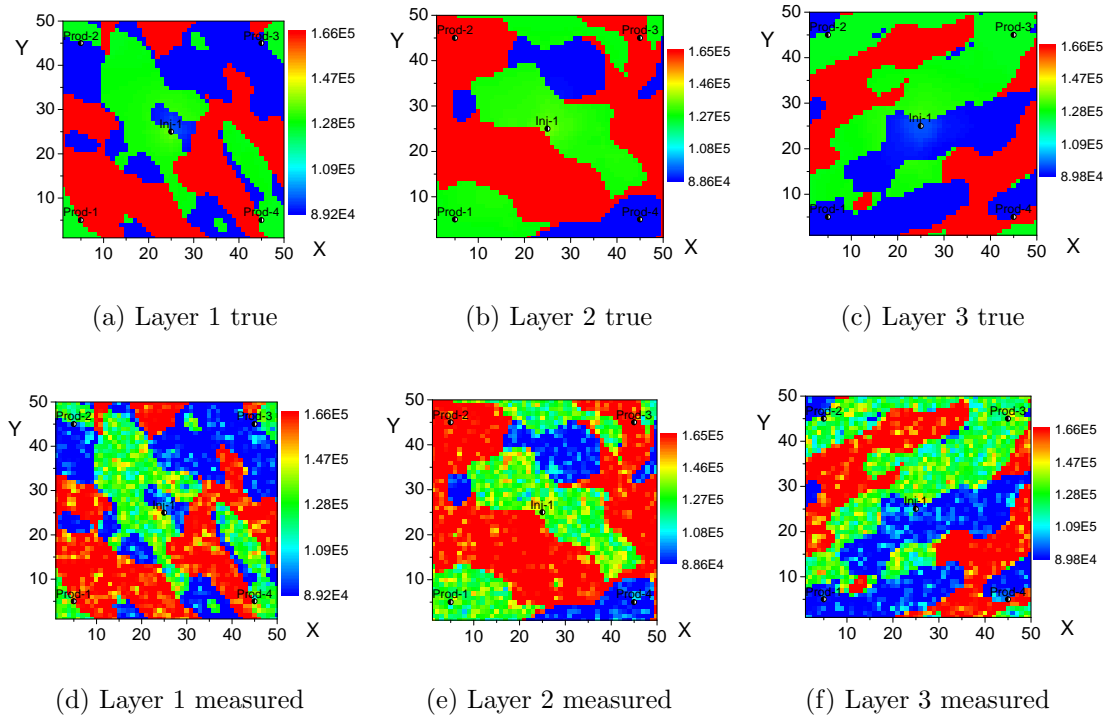 50
Y
40
30
20
10
Prod-2
Prod-3
Inj-1
Prod-1
Prod-4
10 20 30 40 50
X
1.66E5
1.47E5
1.28E5
1.09E5
8.92E4
(a) Layer 1 true
50
Y
40
30
20
10
Prod-2
Prod-3
Inj-1
Prod-1
Prod-4
10 20 30 40 50
X
1.65E5
1.46E5
1.27E5
1.08E5
8.86E4
(b) Layer 2 true
50
Y
40
30
20
10
Prod-2
Prod-3
Inj-1
Prod-4
10 20 30 40 50
X
1.66E5
1.47E5
1.28E5
1.09E5
8.98E4
(c) Layer 3 true
50
Y
40
30
20
10
Prod-2
Prod-3
Inj-1
Prod-1
Prod-4
10 20 30 40 50
X
1.66E5
1.47E5
1.28E5
1.09E5
8.92E4
(d) Layer 1 measured
50
Y
40
30
20
10
Prod-2
Prod-3
Inj-1
Prod-1
Prod-4
10 20 30 40 50
X
1.65E5
1.46E5
1.27E5
1.08E5
8.86E4
(e) Layer 2 measured
50
Y
40
30
20
10
Prod-2
Prod-3
Inj-1
Prod-1
Prod-4
10 20 30 40 50
X
1.66E5
1.47E5
1.28E5
1.09E5
8.98E4
(f) Layer 3 measured